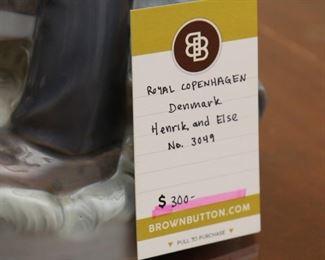 BB
ROYAL COPENHAGEN
Denmark
Henrik and Else
No. 3049
$300-
BROWNBUTTON.COM
PULL TO PURCHASE